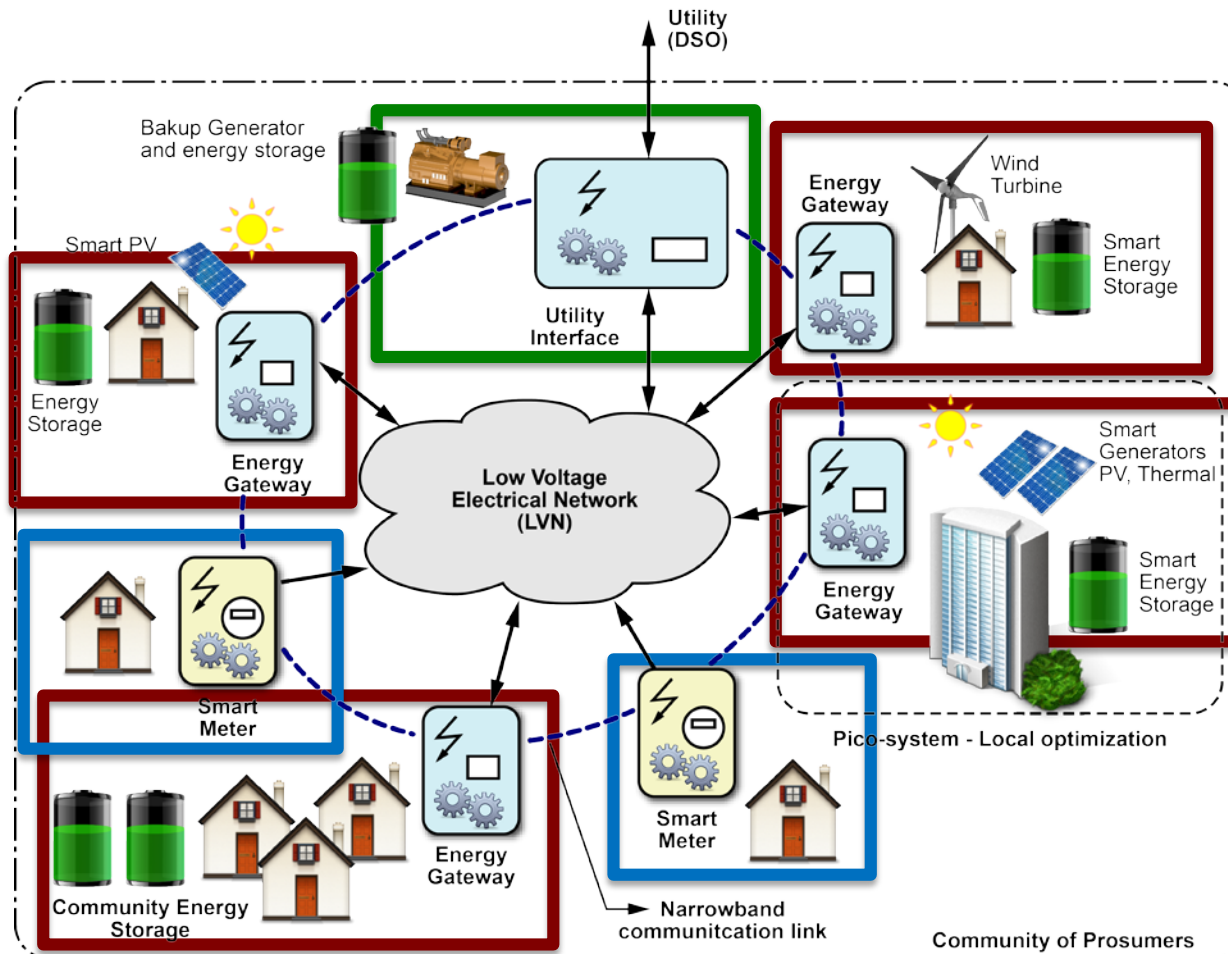 Utility
(DSO)
Bakup Generator
and energy storage
Smart PV
Energy
Storage
Energy
Gateway
Utility
Interface
Energy
Gateway
Wind
Turbine
Smart
Energy
Storage
Low Voltage
Electrical Network
(LVN)
Smart
Generators
PV, Thermal
Smart
Energy
Storage
Energy
Gateway
Pico-system - Local optimization
Smart
Meter
Community Energy
Storage
Energy
Gateway
Smart
Meter
Narrowband
communitcation link
Community of Prosumers